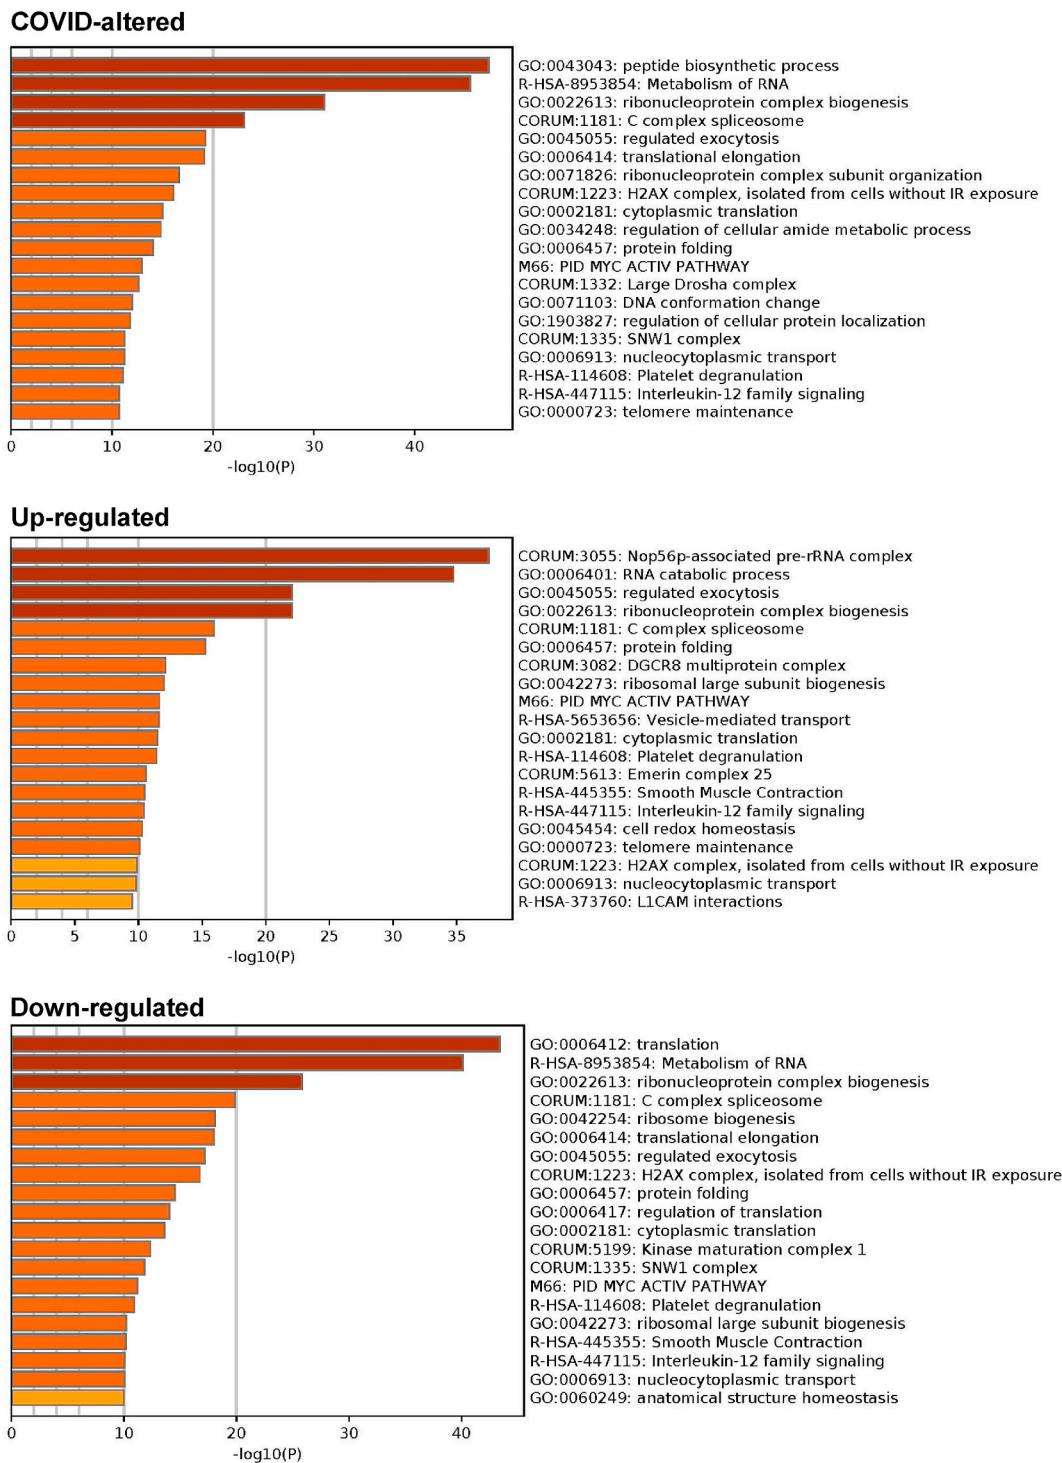 COVID-altered
GO:0043043: peptide biosynthetic process
R-HSA-8953854: Metabolism of RNA
GO:0022613: ribonucleoprotein complex biogenesis
CORUM:1181: C complex spliceosome
GO:0045055: regulated exocytosis
GO:0006414: translational elongation
GO:0071826: ribonucleoprotein complex subunit organization
CORUM:1223: H2AX complex, isolated from cells without IR exposure
GO:0002181: cytoplasmic translation
GO:0034248: regulation of cellular amide metabolic process
GO:0006457: protein folding
M66: PID MYC ACTIV PATHWAY
CORUM:1332: Large Drosha complex
GO:0071103: DNA conformation change
GO:1903827: regulation of cellular protein localization
CORUM:1335: SNW1 complex
GO:0006913: nucleocytoplasmic transport
R-HSA-114608: Platelet degranulation
R-HSA-447115: Interleukin-12 family signaling
GO:0000723: telomere maintenance
0 10 20 30 40
-log10(P)
Up-regulated
CORUM:3055: Nop56p-associated pre-rRNA complex
GO:0006401: RNA catabolic process
GO:0045055: regulated exocytosis
GO:0022613: ribonucleoprotein complex biogenesis
CORUM:1181: C complex spliceosome
GO:0006457: protein folding
CORUM:3082: DGCR8 multiprotein complex
GO:0042273: ribosomal large subunit biogenesis
M66: PID MYC ACTIV PATHWAY
R-HSA-5653656: Vesicle-mediated transport
GO:0002181: cytoplasmic translation
R-HSA-114608: Platelet degranulation
CORUM:5613: Emerin complex 25
R-HSA-445355: Smooth Muscle Contraction
R-HSA-447115: Interleukin-12 family signaling
GO:0045454: cell redox homeostasis
GO:0000723: telomere maintenance
CORUM:1223: H2AX complex, isolated from cells without IR exposure
GO:0006913: nucleocytoplasmic transport
R-HSA-373760: L1CAM interactions
0 5 10 15 20 25 30 35
-log10(P)
Down-regulated
GO:0006412: translation
R-HSA-8953854: Metabolism of RNA
GO:0022613: ribonucleoprotein complex biogenesis
CORUM:1181: C complex spliceosome
GO:0042254: ribosome biogenesis
GO:0006414: translational elongation
GO:0045055: regulated exocytosis
CORUM:1223: H2AX complex, isolated from cells without IR exposure
GO:0006457: protein folding
GO:0006417: regulation of translation
GO:0002181: cytoplasmic translation
CORUM:5199: Kinase maturation complex 1
CORUM:1335: SNW1 complex
M66: PID MYC ACTIV PATHWAY
R-HSA-114608: Platelet degranulation
GO:0042273: ribosomal large subunit biogenesis
R-HSA-445355: Smooth Muscle Contraction
R-HSA-447115: Interleukin-12 family signaling
GO:0006913: nucleocytoplasmic transport
GO:0060249: anatomical structure homeostasis
0 10 20 30 40
-log10(P)